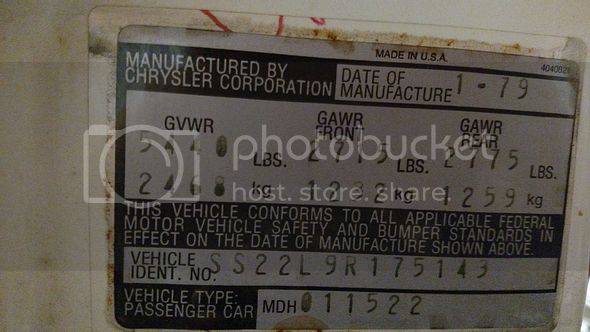 MADE IN U.S.A.
MANUFACTURED BY
CHRYSLER CORPORATION
DATE OF
MANUFACTURE 1-79
GVWR GAWR FRONT GAWR REAR
LBS. 2715 LBS. 2775 LBS.
2468 kg 1232 kg 1259 kg
THIS VEHICLE CONFORMS TO ALL APPLICABLE FEDERAL
MOTOR VEHICLE SAFETY AND BUMPER STANDARDS IN
EFFECT ON THE DATE OF MANUFACTURE SHOWN ABOVE.
VEHICLE
IDENT. NO. SS22L9R175143
VEHICLE TYPE:
PASSENGER CAR MDH 011522
photobucket
host. store. share.